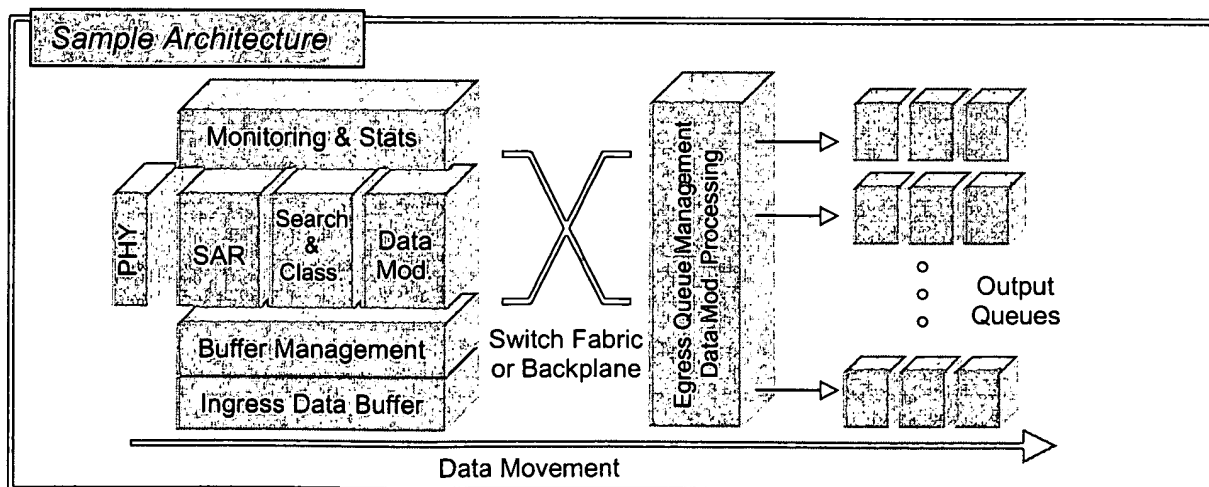 Sample Architecture
Monitoring & Stats
PHY
SAR
Search
&
Class
Data
Mod.
Buffer Management
Ingress Data Buffer
Switch Fabric
or Backplane
Egress Queue Management
Data Mod. Processing
Output
Queues
Data Movement